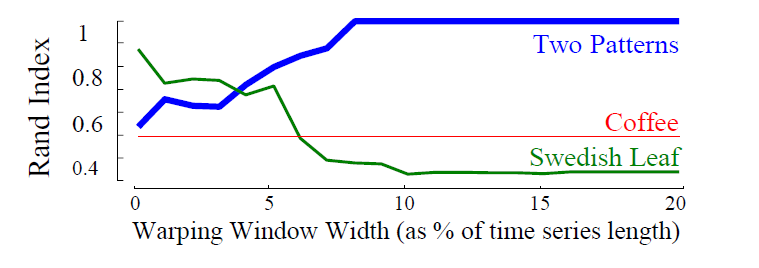 1
0.8
0.6
0.4
Rand Index
Two Patterns
Coffee
Swedish Leaf
0 5 10 15 20
Warping Window Width (as % of time series length)